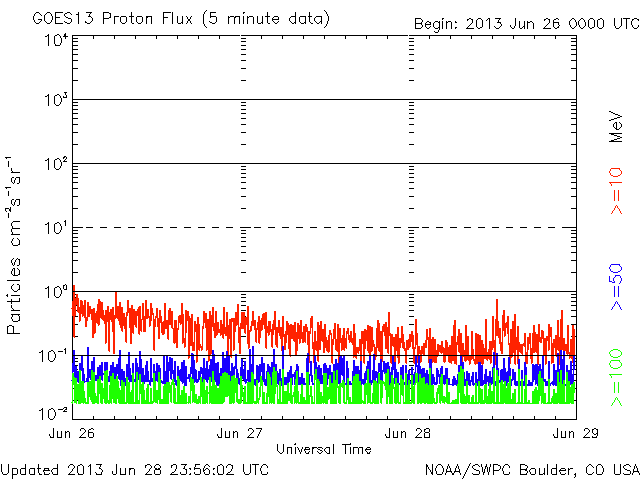 GOES13 Proton Flux (5 minute data)
Begin: 2013 Jun 26 0000 UTC
10⁴
10³
10²
10¹
10⁰
10⁻¹
10⁻²
Particles cm⁻²s⁻¹sr⁻¹
MeV
>=10
>=50
>=100
Jun 26
Jun 27
Jun 28
Jun 29
Universal Time
Updated 2013 Jun 28 23:56:02 UTC
NOAA/SWPC Boulder, CO USA